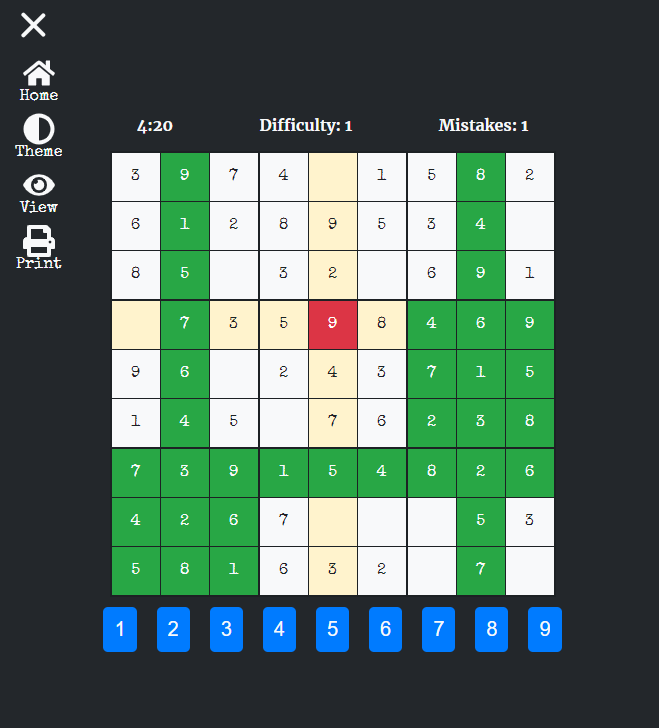 Home
Theme
View
Print
4:20 Difficulty: 1 Mistakes: 1
3 9 7 4 1 5 8 2
6 1 2 8 9 5 3 4
8 5 3 2 6 9 1
7 3 5 9 8 4 6 9
9 6 2 4 3 7 1 5
1 4 5 7 6 2 3 8
7 3 9 1 5 4 8 2 6
4 2 6 7 5 3
5 8 1 6 3 2 7
1 2 3 4 5 6 7 8 9